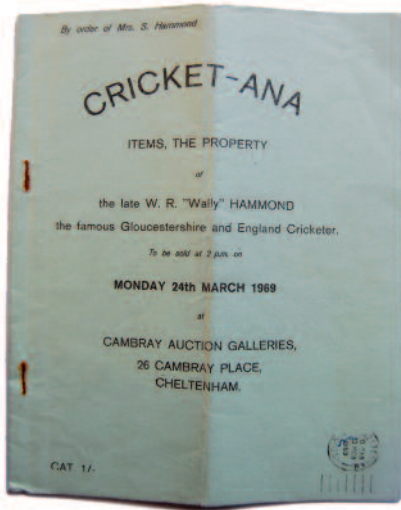 By order of Mrs. S. Hammond
CRICKET-ANA
ITEMS, THE PROPERTY
of
the late W. R. "Wally" HAMMOND
the famous Gloucestershire and England Cricketer.
To be sold at 2 p.m. on
MONDAY 24th MARCH 1969
at
CAMBRAY AUCTION GALLERIES,
26 CAMBRAY PLACE,
CHELTENHAM.
CAT 1/-